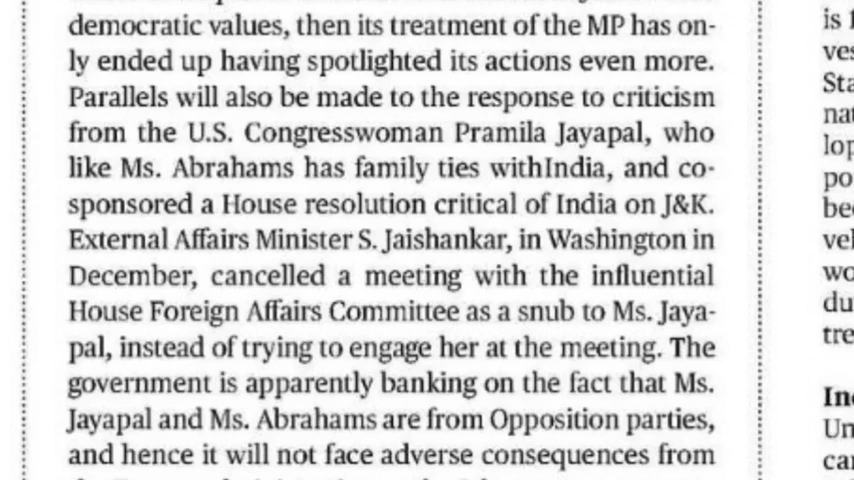 democratic values, then its treatment of the MP has on-
ly ended up having spotlighted its actions even more.
Parallels will also be made to the response to criticism
from the U.S. Congresswoman Pramila Jayapal, who
like Ms. Abrahams has family ties withIndia, and co-
sponsored a House resolution critical of India on J&K.
External Affairs Minister S. Jaishankar, in Washington in
December, cancelled a meeting with the influential
House Foreign Affairs Committee as a snub to Ms. Jaya-
pal, instead of trying to engage her at the meeting. The
government is apparently banking on the fact that Ms.
Jayapal and Ms. Abrahams are from Opposition parties,
and hence it will not face adverse consequences from
is